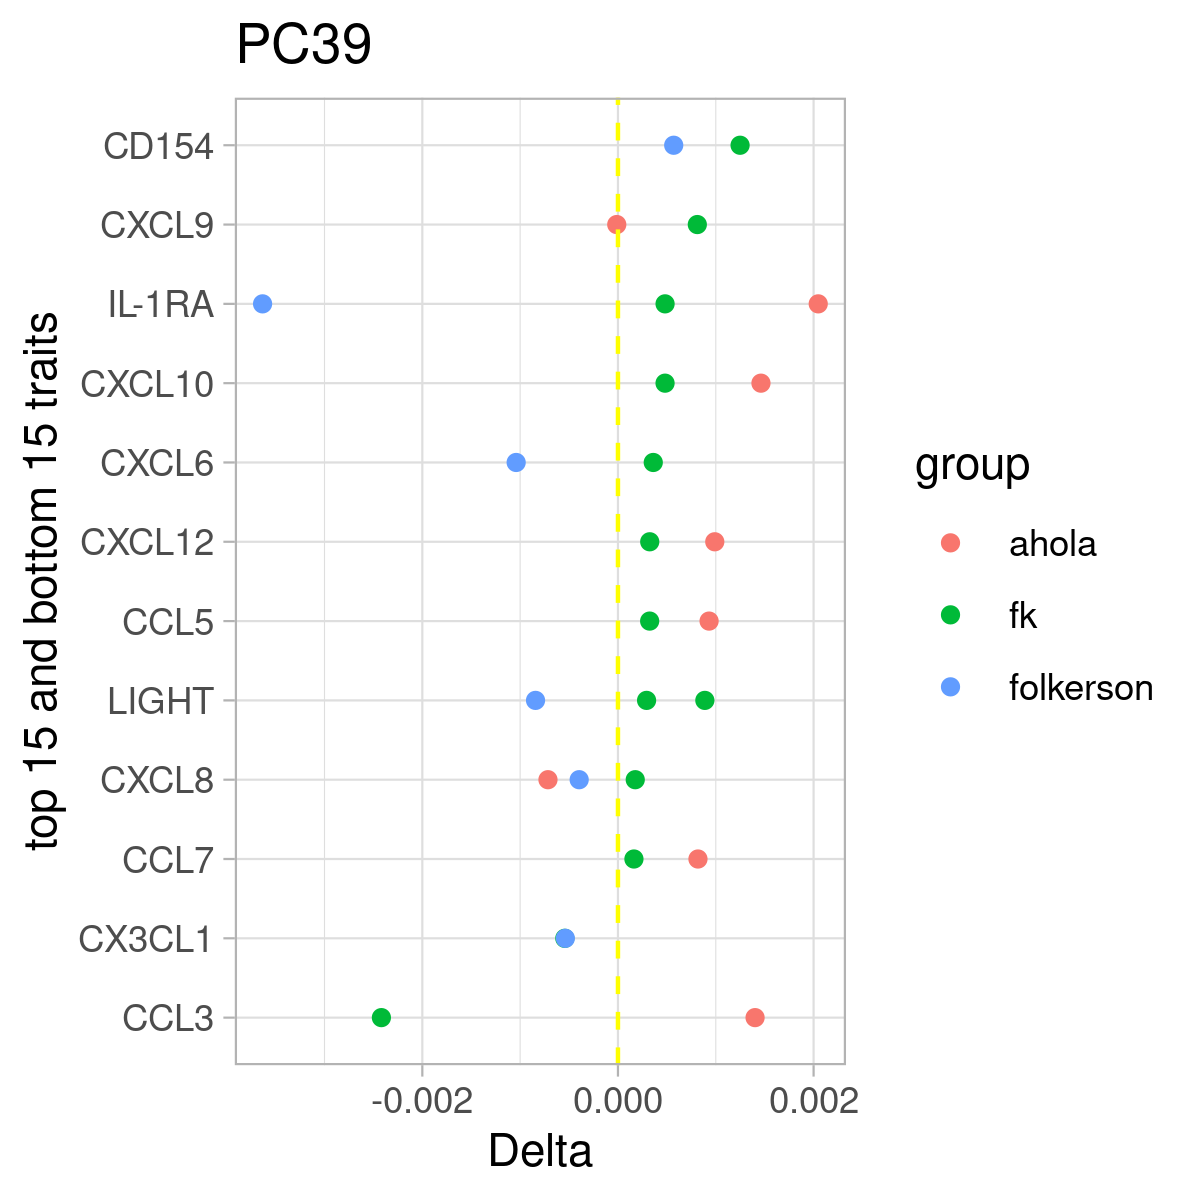 PC39
top 15 and bottom 15 traits
CD154
CXCL9
IL-1RA
CXCL10
CXCL6
CXCL12
CCL5
LIGHT
CXCL8
CCL7
CX3CL1
CCL3
-0.002 0.000 0.002
Delta
group
ahola
fk
folkerson